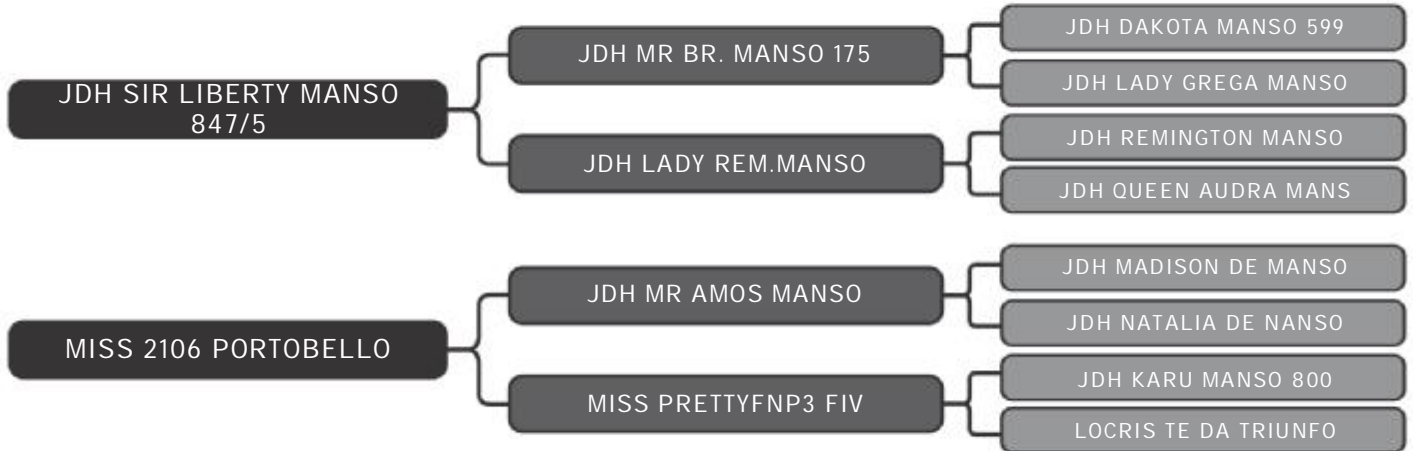 JDH SIR LIBERTY MANSO
847/5
JDH MR BR. MANSO 175
JDH DAKOTA MANSO 599
JDH LADY GREGA MANSO
JDH LADY REM.MANSO
JDH REMINGTON MANSO
JDH QUEEN AUDRA MANS
MISS 2106 PORTOBELLO
JDH MR AMOS MANSO
JDH MADISON DE MANSO
JDH NATALIA DE NANSO
MISS PRETTYFNP3 FIV
JDH KARU MANSO 800
LOCRIS TE DA TRIUNFO